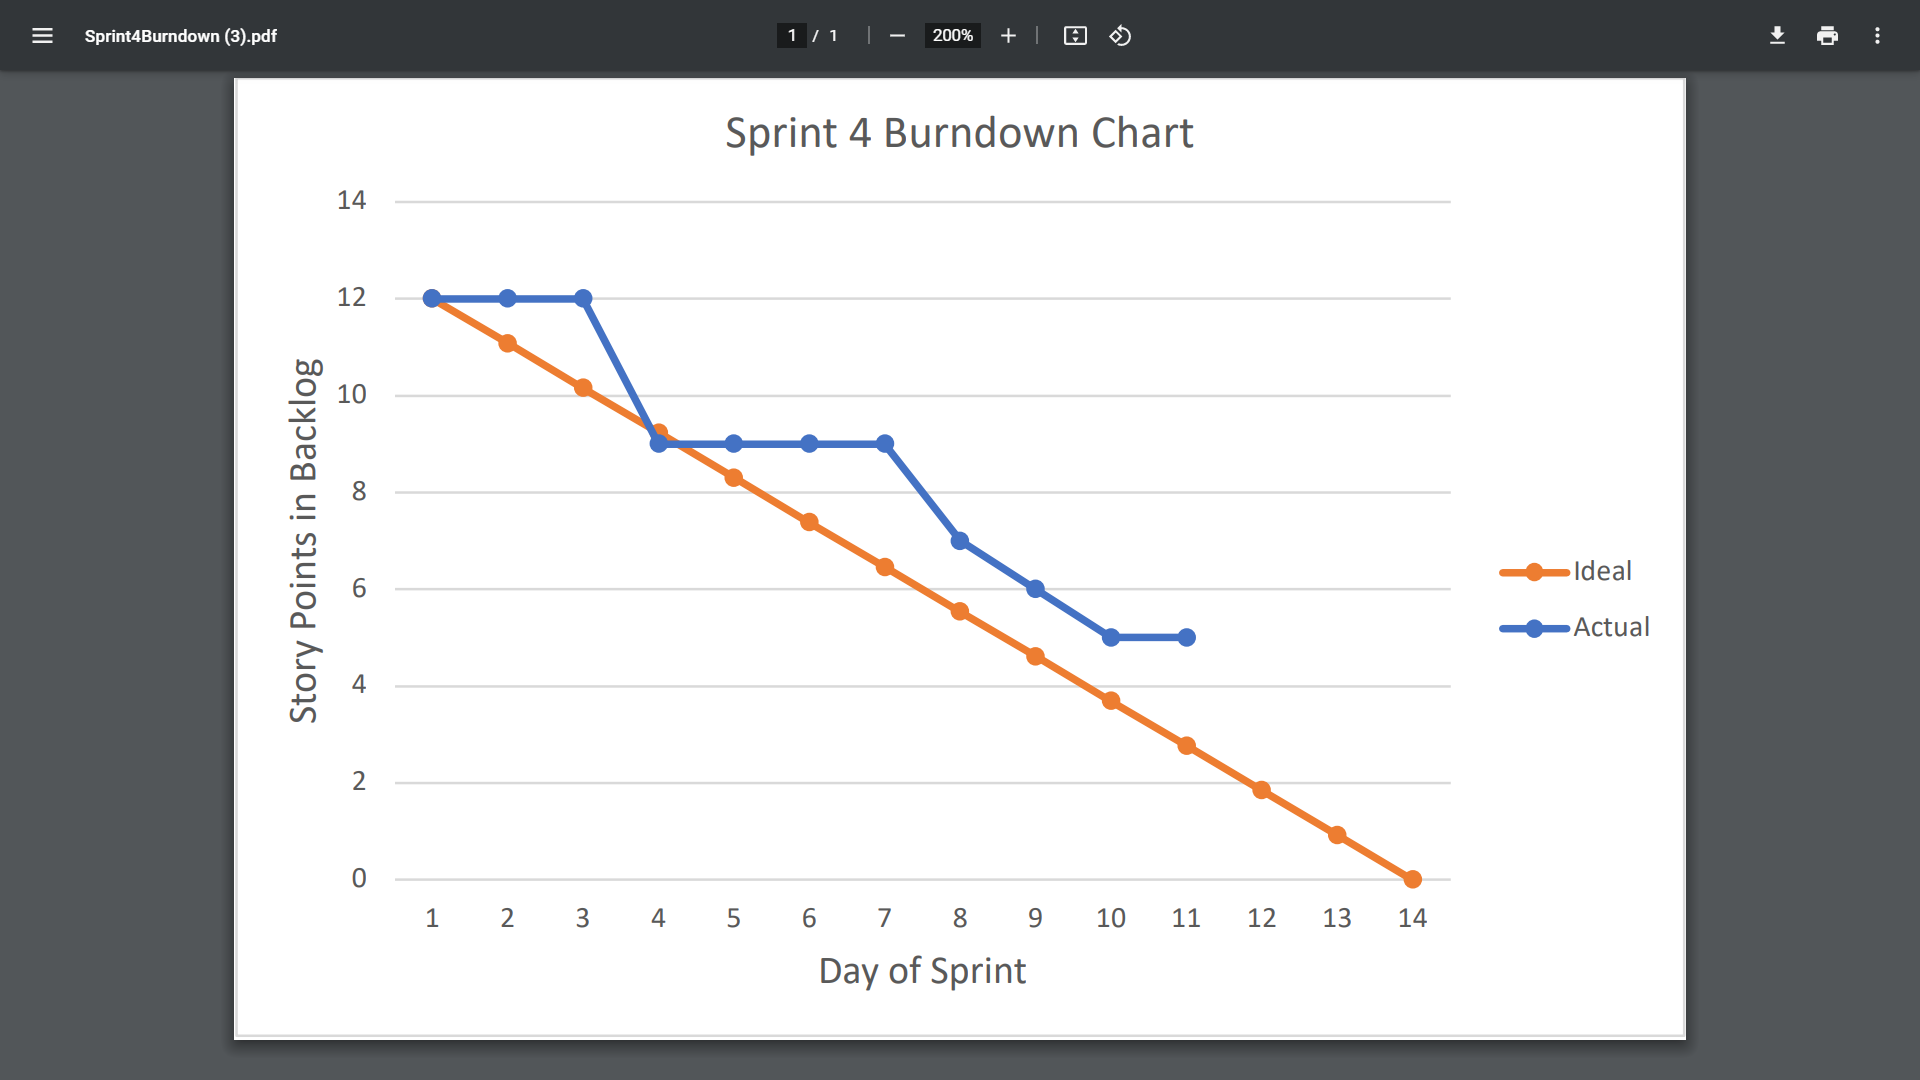 Sprint4Burndown (3).pdf
1 / 1
200%
Sprint 4 Burndown Chart
14
12
10
8
6
4
2
0
Story Points in Backlog
1 2 3 4 5 6 7 8 9 10 11 12 13 14
Day of Sprint
Ideal
Actual